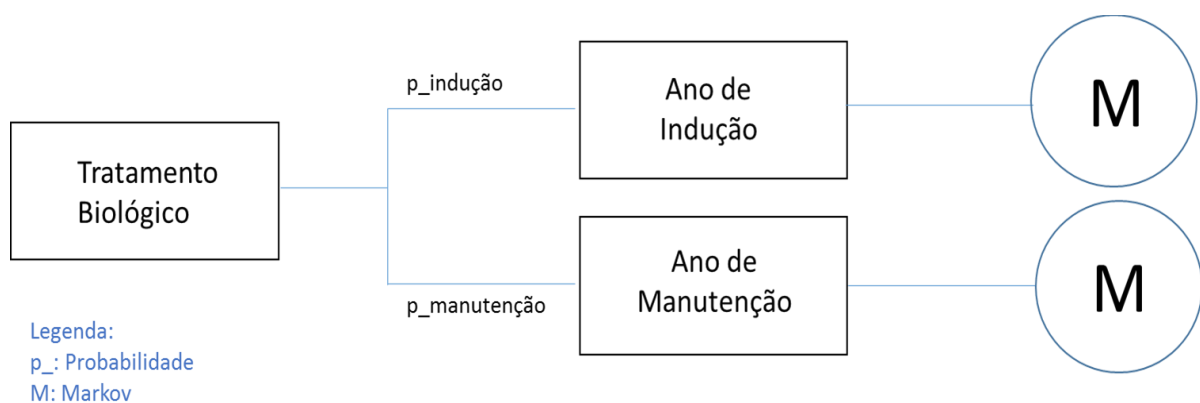 Tratamento
Biológico
p_indução
Ano de
Indução
M
p_manutenção
Ano de
Manutenção
M
Legenda:
p_: Probabilidade
M: Markov